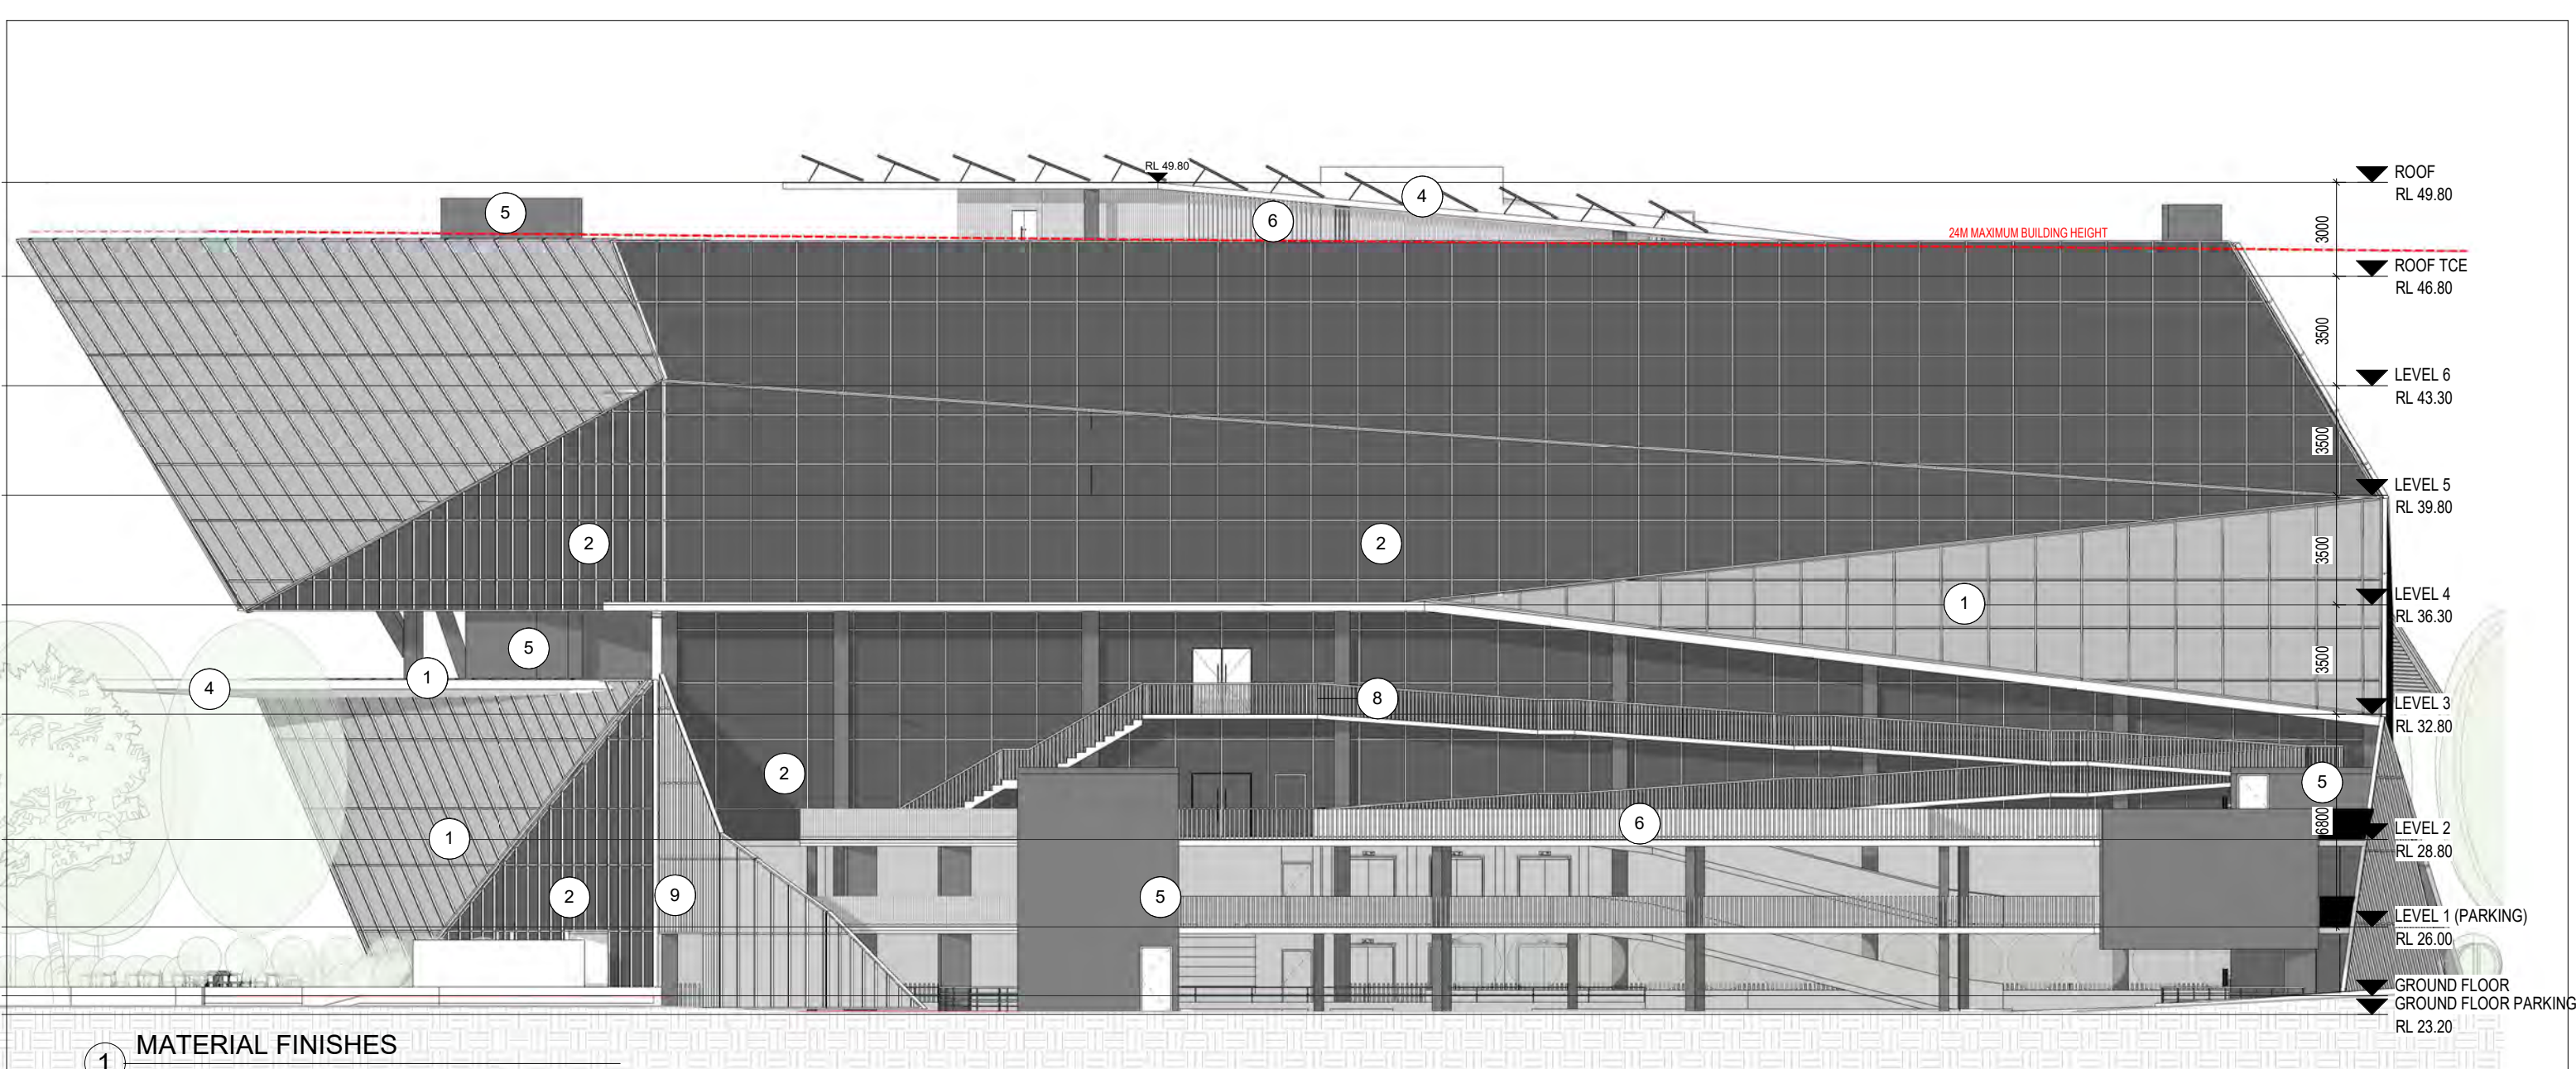 RL 49.80
ROOF
RL 49.80
5
4
6
3000
24M MAXIMUM BUILDING HEIGHT
ROOF TCE
RL 46.80
3500
LEVEL 6
RL 43.30
3500
LEVEL 5
RL 39.80
2
2
3500
LEVEL 4
RL 36.30
1
5
3500
1
4
8
LEVEL 3
RL 32.80
2
5
6
6800
LEVEL 2
RL 28.80
1
2
9
5
LEVEL 1 (PARKING)
RL 26.00
GROUND FLOOR
GROUND FLOOR PARKING
RL 23.20
1
MATERIAL FINISHES